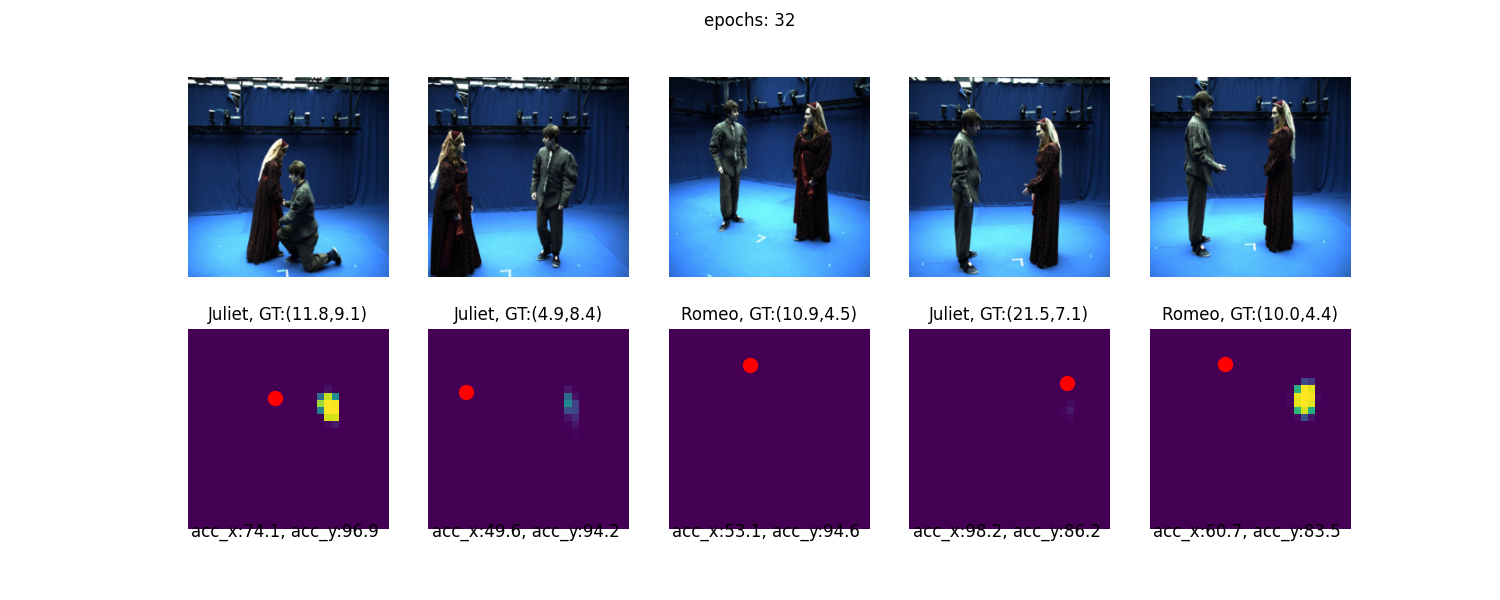 epochs: 32
Juliet, GT:(11.8,9.1)
Juliet, GT:(4.9,8.4)
Romeo, GT:(10.9,4.5)
Juliet, GT:(21.5,7.1)
Romeo, GT:(10.0,4.4)
acc_x:74.1, acc_y:96.9
acc_x:49.6, acc_y:94.2
acc_x:53.1, acc_y:94.6
acc_x:98.2, acc_y:86.2
acc_x:60.7, acc_y:83.5